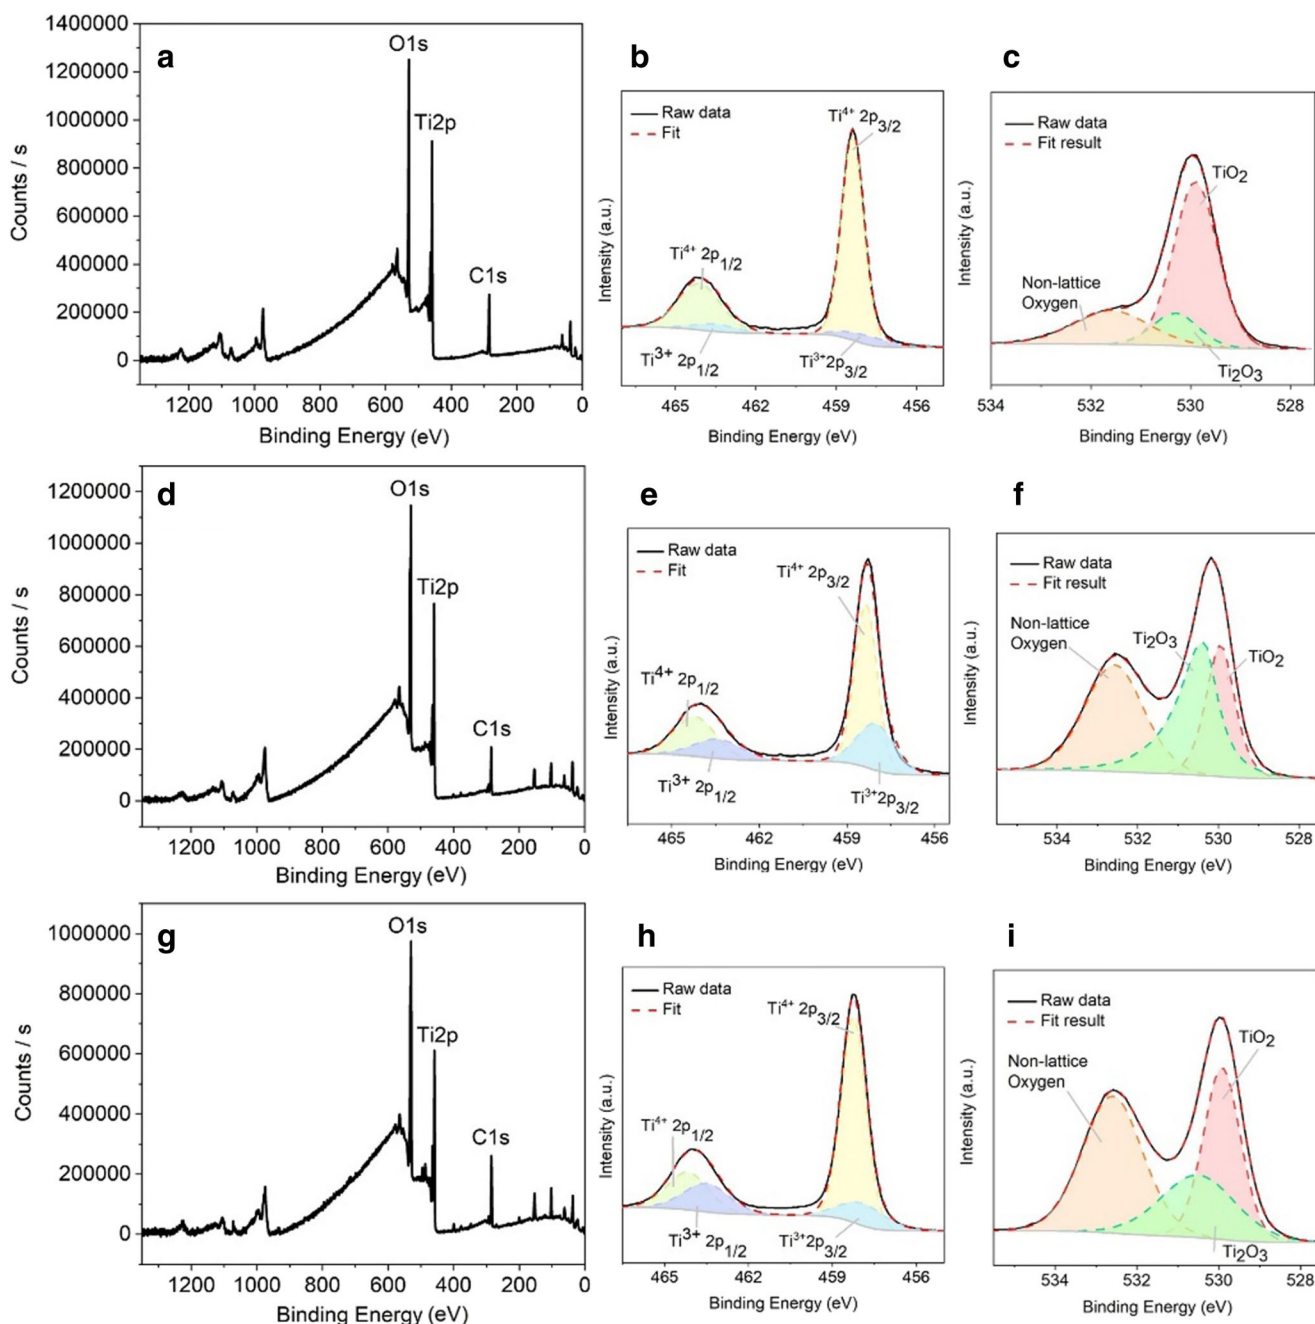 a
1400000
1200000
1000000
800000
600000
400000
200000
0
Counts / s
O1s
Ti2p
C1s
1200 1000 800 600 400 200 0
Binding Energy (eV)
b
Raw data
Fit
Ti4+ 2p3/2
Ti4+ 2p1/2
Ti3+ 2p1/2
Ti3+2p3/2
Intensity (a.u.)
465 462 459 456
Binding Energy (eV)
c
Raw data
Fit result
TiO2
Non-lattice
Oxygen
Ti2O3
Intensity (a.u.)
534 532 530 528
Binding Energy (eV)
d
1200000
1000000
800000
600000
400000
200000
0
Counts / s
O1s
Ti2p
C1s
1200 1000 800 600 400 200 0
Binding Energy (eV)
e
Raw data
Fit
Ti4+ 2p3/2
Ti4+ 2p1/2
Ti3+ 2p1/2
Ti3+2p3/2
Intensity (a.u.)
465 462 459 456
Binding Energy (eV)
f
Raw data
Fit result
Non-lattice
Oxygen
Ti2O3
TiO2
Intensity (a.u.)
534 532 530 528
Binding Energy (eV)
g
1000000
800000
600000
400000
200000
0
Counts / s
O1s
Ti2p
C1s
1200 1000 800 600 400 200 0
Binding Energy (eV)
h
Raw data
Fit
Ti4+ 2p3/2
Ti4+ 2p1/2
Ti3+ 2p1/2
Ti3+2p3/2
Intensity (a.u.)
465 462 459 456
Binding Energy (eV)
i
Raw data
Fit result
TiO2
Non-lattice
Oxygen
Ti2O3
Intensity (a.u.)
534 532 530 528
Binding Energy (eV)